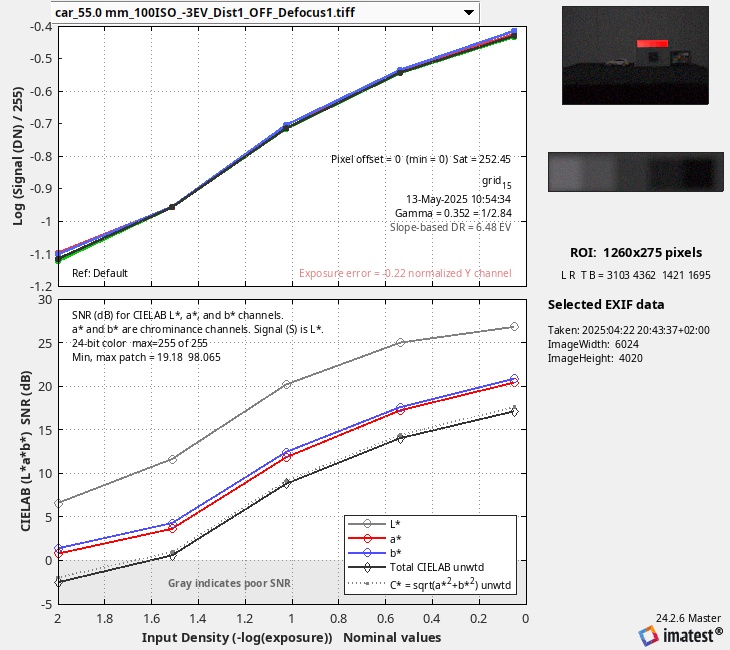 car_55.0 mm_100ISO_-3EV_Dist1_OFF_Defocus1.tiff
-0.4
-0.5
-0.6
-0.7
-0.8
-0.9
-1
-1.1
-1.2
Log (Signal (DN) / 255)
Pixel offset = 0 (min = 0) Sat = 252.45
grid15
13-May-2025 10:54:34
Gamma = 0.352 = 1/2.84
Slope-based DR = 6.48 EV
Ref: Default
Exposure error = -0.22 normalized Y channel
30
25
20
15
10
5
0
-5
CIELAB (L*a*b*) SNR (dB)
SNR (dB) for CIELAB L*, a*, and b* channels.
a* and b* are chrominance channels. Signal (S) is L*.
24-bit color max=255 of 255
Min, max patch = 19.18 98.065
L*
a*
b*
Total CIELAB unwtd
C* = sqrt(a*2+b*2) unwtd
Gray indicates poor SNR
2 1.8 1.6 1.4 1.2 1 0.8 0.6 0.4 0.2 0
Input Density (-log(exposure)) Nominal values
ROI: 1260x275 pixels
L R T B = 3103 4362 1421 1695
Selected EXIF data
Taken: 2025:04:22 20:43:37+02:00
ImageWidth: 6024
ImageHeight: 4020
24.2.6 Master
imatest®